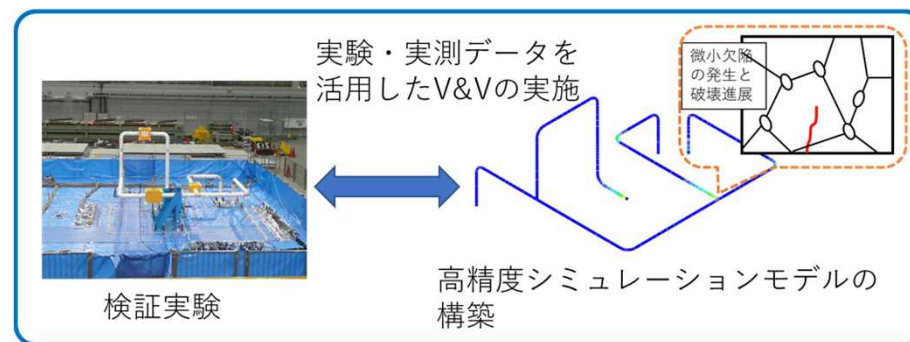 実験・実測データを
活用したV&Vの実施
微小欠陥
の発生と
破壊進展
検証実験
高精度シミュレーションモデルの
構築